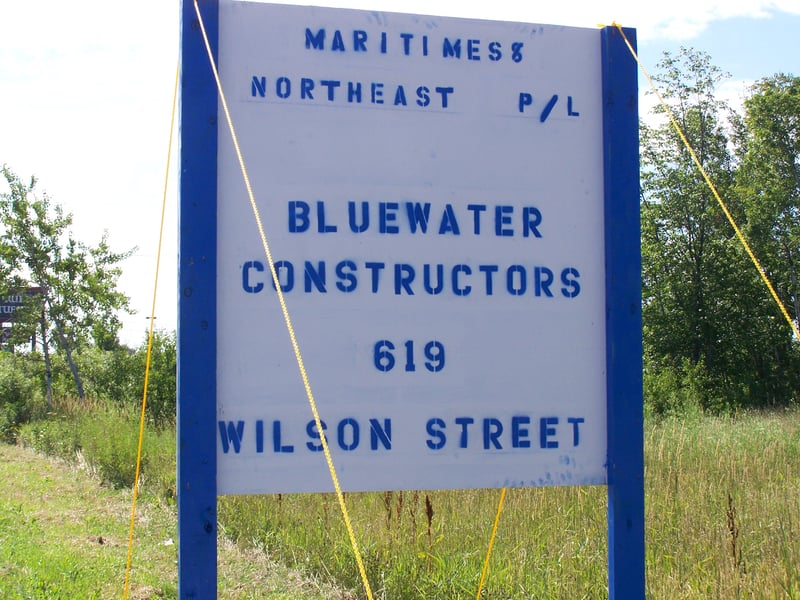 MARITIMES&
NORTHEAST P/L
BLUEWATER
CONSTRUCTORS
619
WILSON STREET